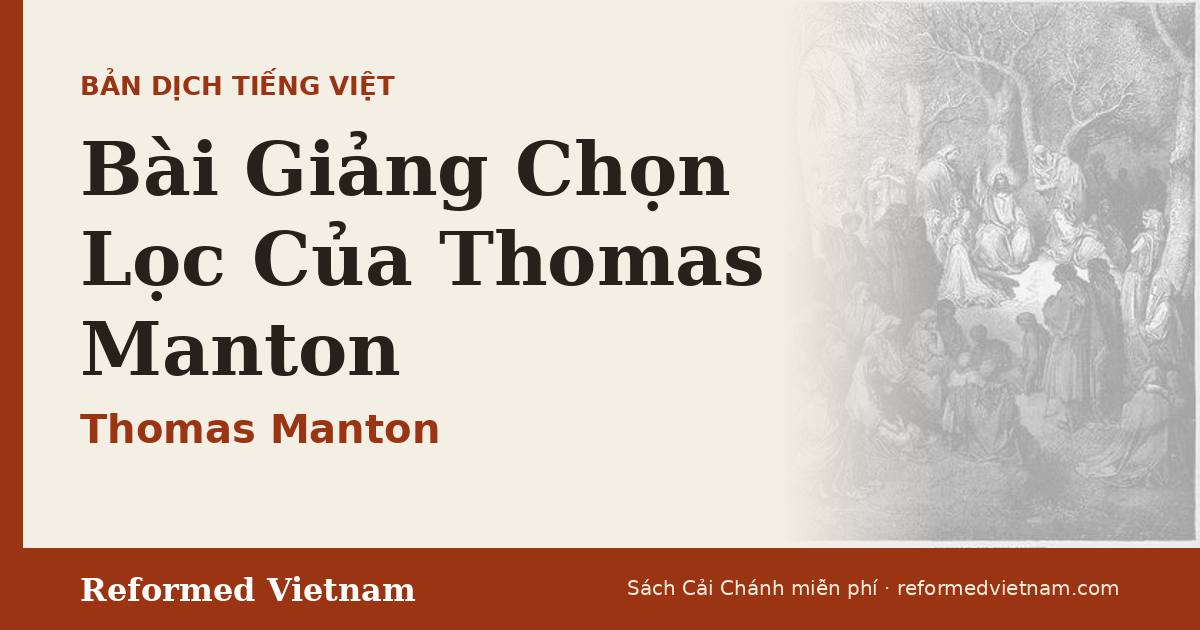 BẢN DỊCH TIẾNG VIỆT
Bài Giảng Chọn
Lọc Của Thomas
Manton
Thomas Manton
Reformed Vietnam
Sách Cải Chánh miễn phí · reformedvietnam.com